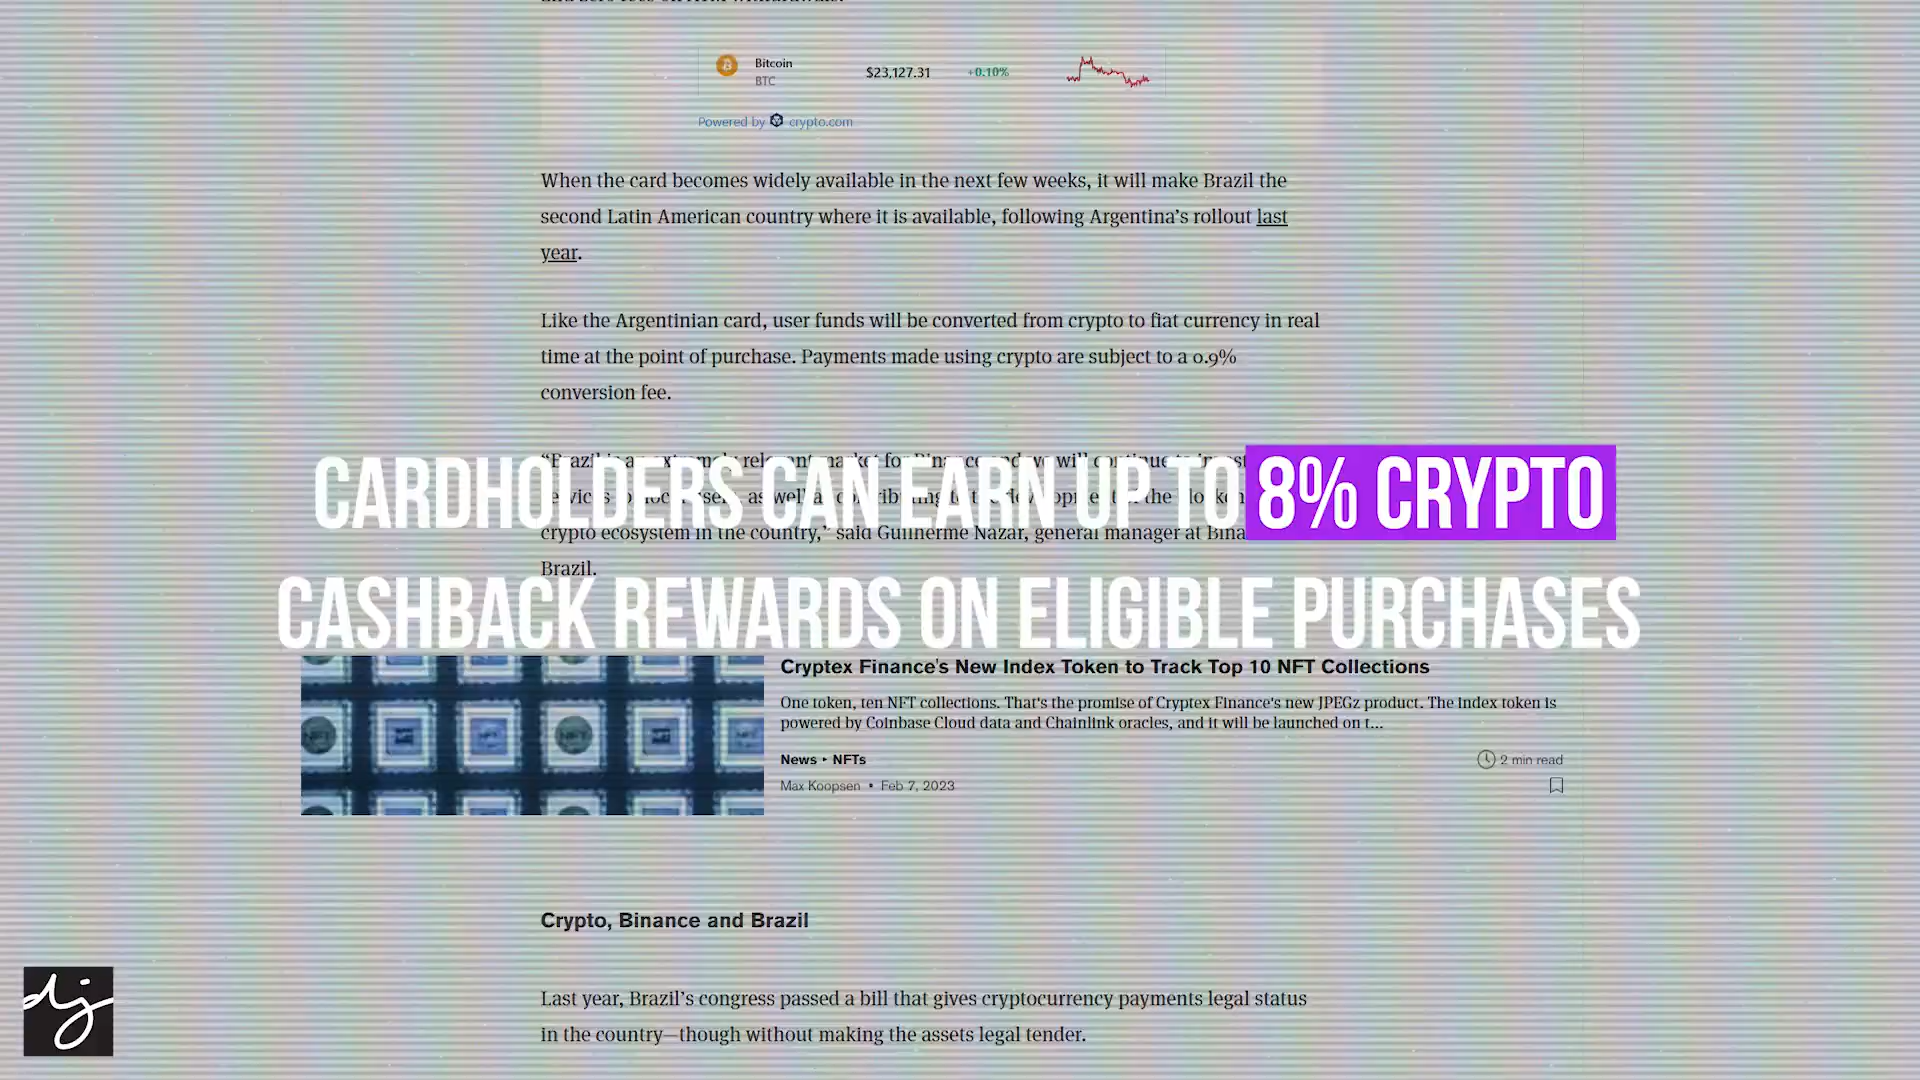 Bitcoin
BTC
$23,127.31
+0.10%
Powered by crypto.com
When the card becomes widely available in the next few weeks, it will make Brazil the
second Latin American country where it is available, following Argentina’s rollout last
year.
Like the Argentinian card, user funds will be converted from crypto to fiat currency in real
time at the point of purchase. Payments made using crypto are subject to a 0.9%
conversion fee.
CARDHOLDERS CAN EARN UP TO 8% CRYPTO
CASHBACK REWARDS ON ELIGIBLE PURCHASES
crypto ecosystem in the country,” said Guilherme Nazar, general manager at
Brazil.
Cryptex Finance's New Index Token to Track Top 10 NFT Collections
One token, ten NFT collections. That's the promise of Cryptex Finance's new JPEGz product. The index token is
powered by Coinbase Cloud data and Chainlink oracles, and it will be launched on t...
News ‣ NFTs
2 min read
Max Koopsen • Feb 7, 2023
Crypto, Binance and Brazil
Last year, Brazil’s congress passed a bill that gives cryptocurrency payments legal status
in the country—though without making the assets legal tender.
dj